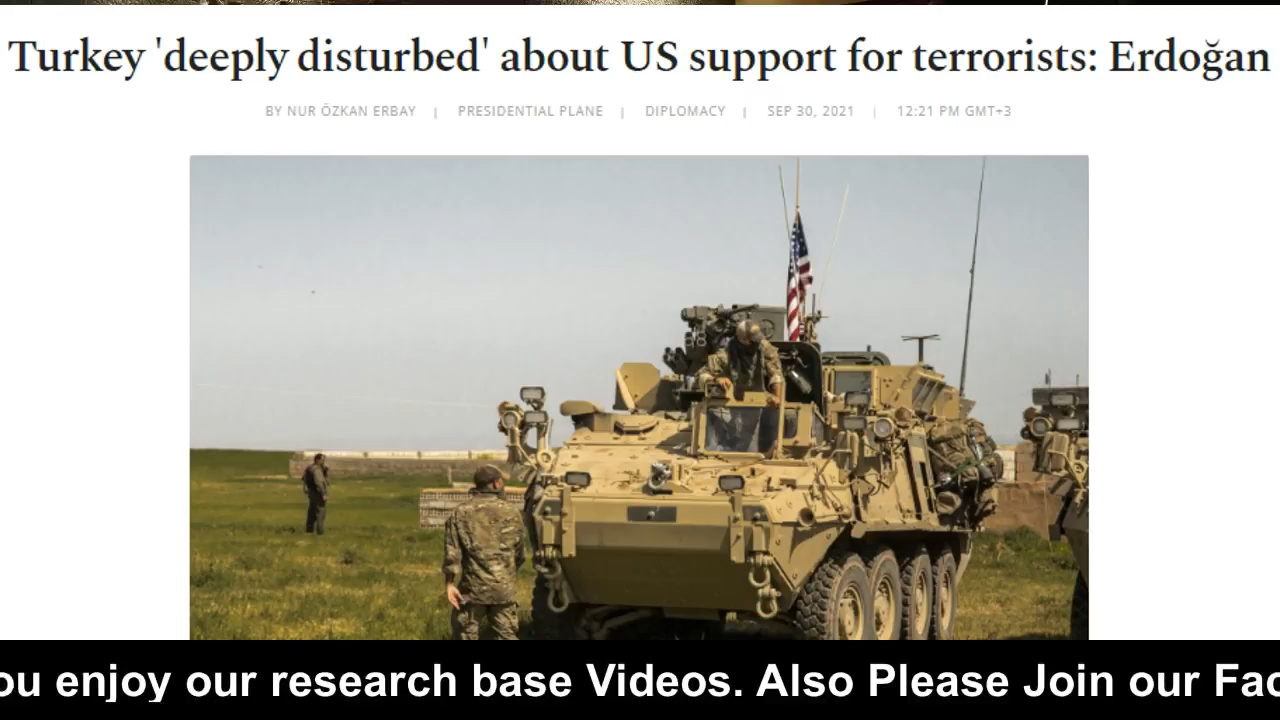 Turkey 'deeply disturbed' about US support for terrorists: Erdoğan
BY NUR ÖZKAN ERBAY | PRESIDENTIAL PLANE | DIPLOMACY | SEP 30, 2021 | 12:21 PM GMT+3
ou enjoy our research base Videos. Also Please Join our Fac